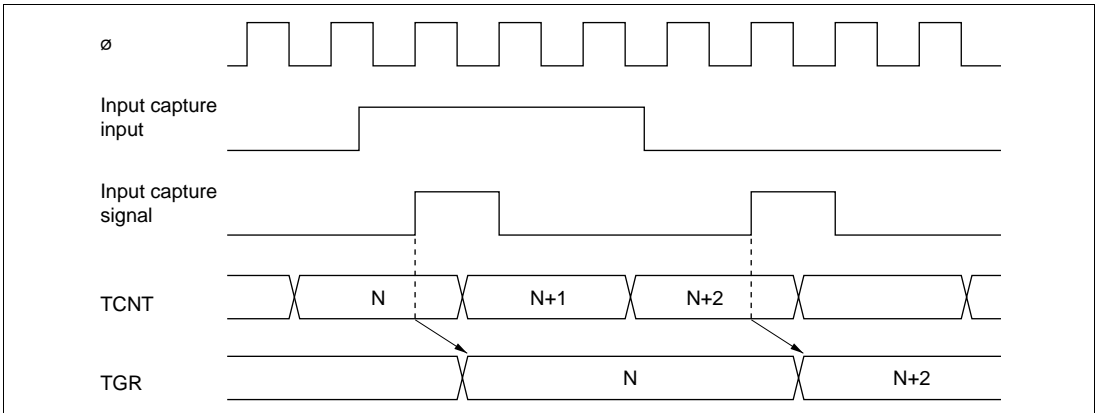 ø
Input capture
input
Input capture
signal
TCNT
N
N+1
N+2
TGR
N
N+2